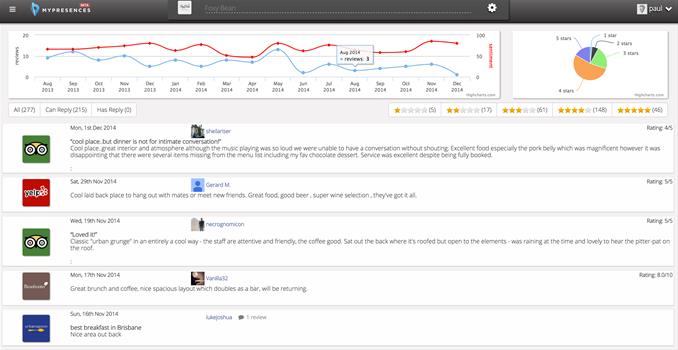 MYPRESENCES BETA
Foxy Bean
paul
20
10
0
reviews
100
50
0
sentiment
Aug 2013
Sep 2013
Oct 2013
Nov 2013
Dec 2013
Jan 2014
Feb 2014
Mar 2014
Apr 2014
May 2014
Jun 2014
Jul 2014
Aug 2014
Sep 2014
Oct 2014
Nov 2014
Dec 2014
Aug 2014
reviews: 3
Highcharts.com
1 star
2 stars
3 stars
4 stars
5 stars
Highcharts.com
All (277)
Can Reply (215)
Has Reply (0)
(5)
(17)
(61)
(148)
(46)
Mon, 1st Dec 2014
sheilariser
Rating: 4/5
"cool place..but dinner is not for intimate conversation!"
Cool place..great interior and atmosphere although the music playing was so loud we were unable to have a conversation without shouting. Excellent food especially the pork belly which was magnificent however it was
disappointing that there were several items missing from the menu list including my fav chocolate dessert. Service was excellent despite being fully booked.
:
Sat, 29th Nov 2014
Gerard M.
Rating: 5/5
yelp
Cool laid back place to hang out with mates or meet new friends. Great food, good beer , super wine selection , they've got it all.
Wed, 19th Nov 2014
necrognomicon
Rating: 5/5
"Loved it!"
Classic "urban grunge" in an entirely a cool way - the staff are attentive and friendly, the coffee good. Sat out the back where it's roofed but open to the elements - was raining at the time and lovely to hear the pitter-pat on
the roof.
:
Mon, 17th Nov 2014
Vanilla32
Rating: 8.0/10
Great brunch and coffee, nice spacious layout which doubles as a bar, will be returning.
Sun, 16th Nov 2014
lukejoshua
1 review
urbanspoon
best breakfast in Brisbane
Nice area out back